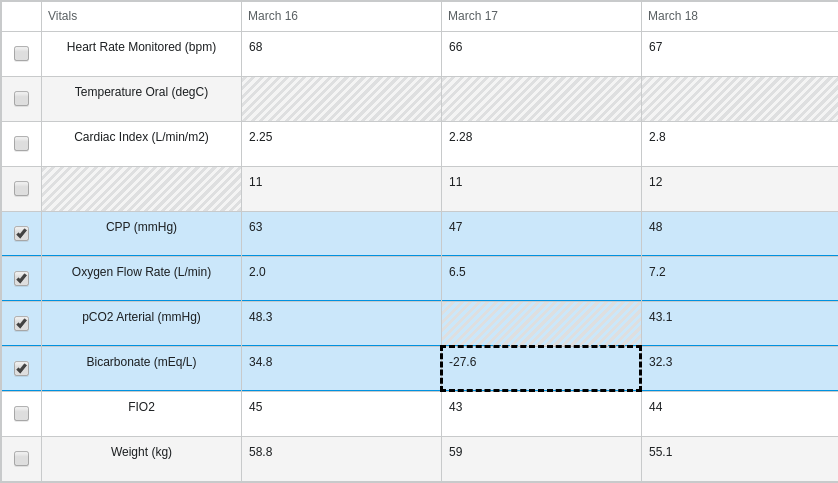 Vitals March 16 March 17 March 18
Heart Rate Monitored (bpm) 68 66 67
Temperature Oral (degC)
Cardiac Index (L/min/m2) 2.25 2.28 2.8
11 11 12
CPP (mmHg) 63 47 48
Oxygen Flow Rate (L/min) 2.0 6.5 7.2
pCO2 Arterial (mmHg) 48.3 43.1
Bicarbonate (mEq/L) 34.8 -27.6 32.3
FIO2 45 43 44
Weight (kg) 58.8 59 55.1